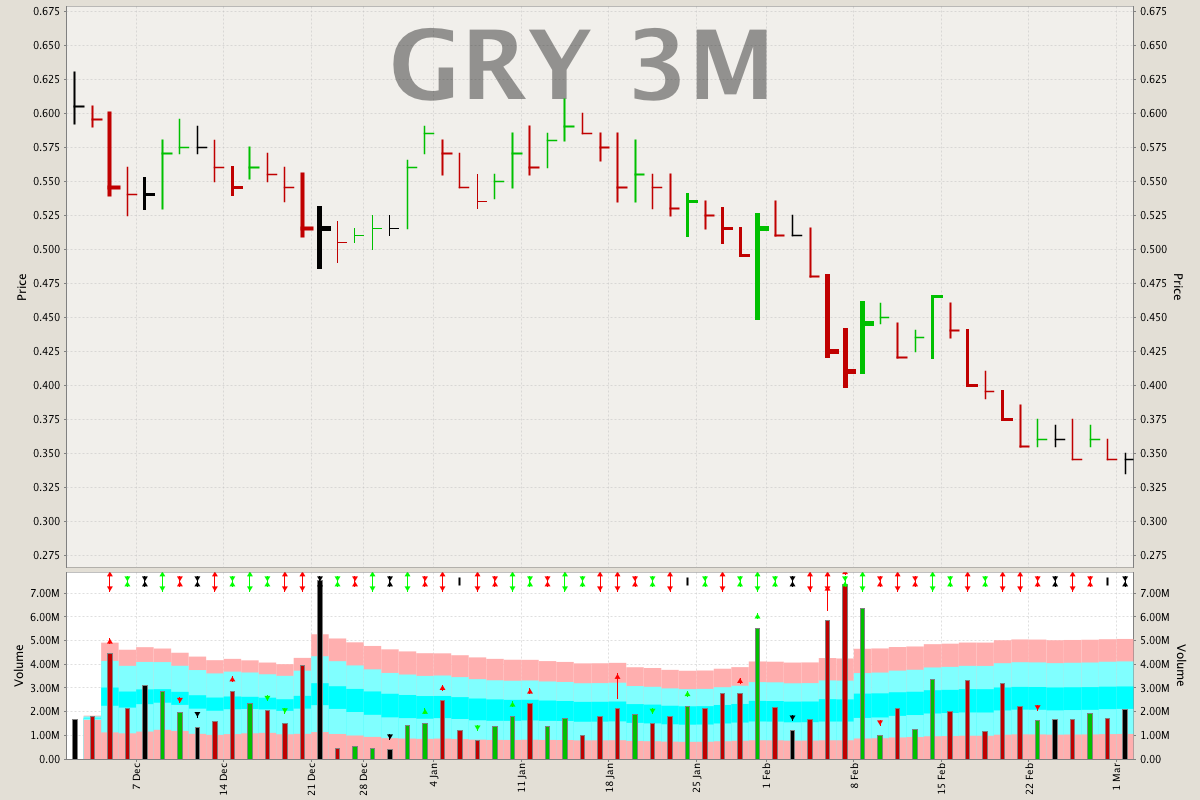 GRY 3M
0.675 0.675
0.650 0.650
0.625 0.625
0.600 0.600
0.575 0.575
0.550 0.550
0.525 0.525
0.500 0.500
0.475 0.475
0.450 0.450
0.425 0.425
0.400 0.400
0.375 0.375
0.350 0.350
0.325 0.325
0.300 0.300
0.275 0.275
Price Price
7.00M 7.00M
6.00M 6.00M
5.00M 5.00M
4.00M 4.00M
3.00M 3.00M
2.00M 2.00M
1.00M 1.00M
0.00 0.00
Volume Volume
7 Dec 14 Dec 21 Dec 28 Dec 4 Jan 11 Jan 18 Jan 25 Jan 1 Feb 8 Feb 15 Feb 22 Feb 1 Mar